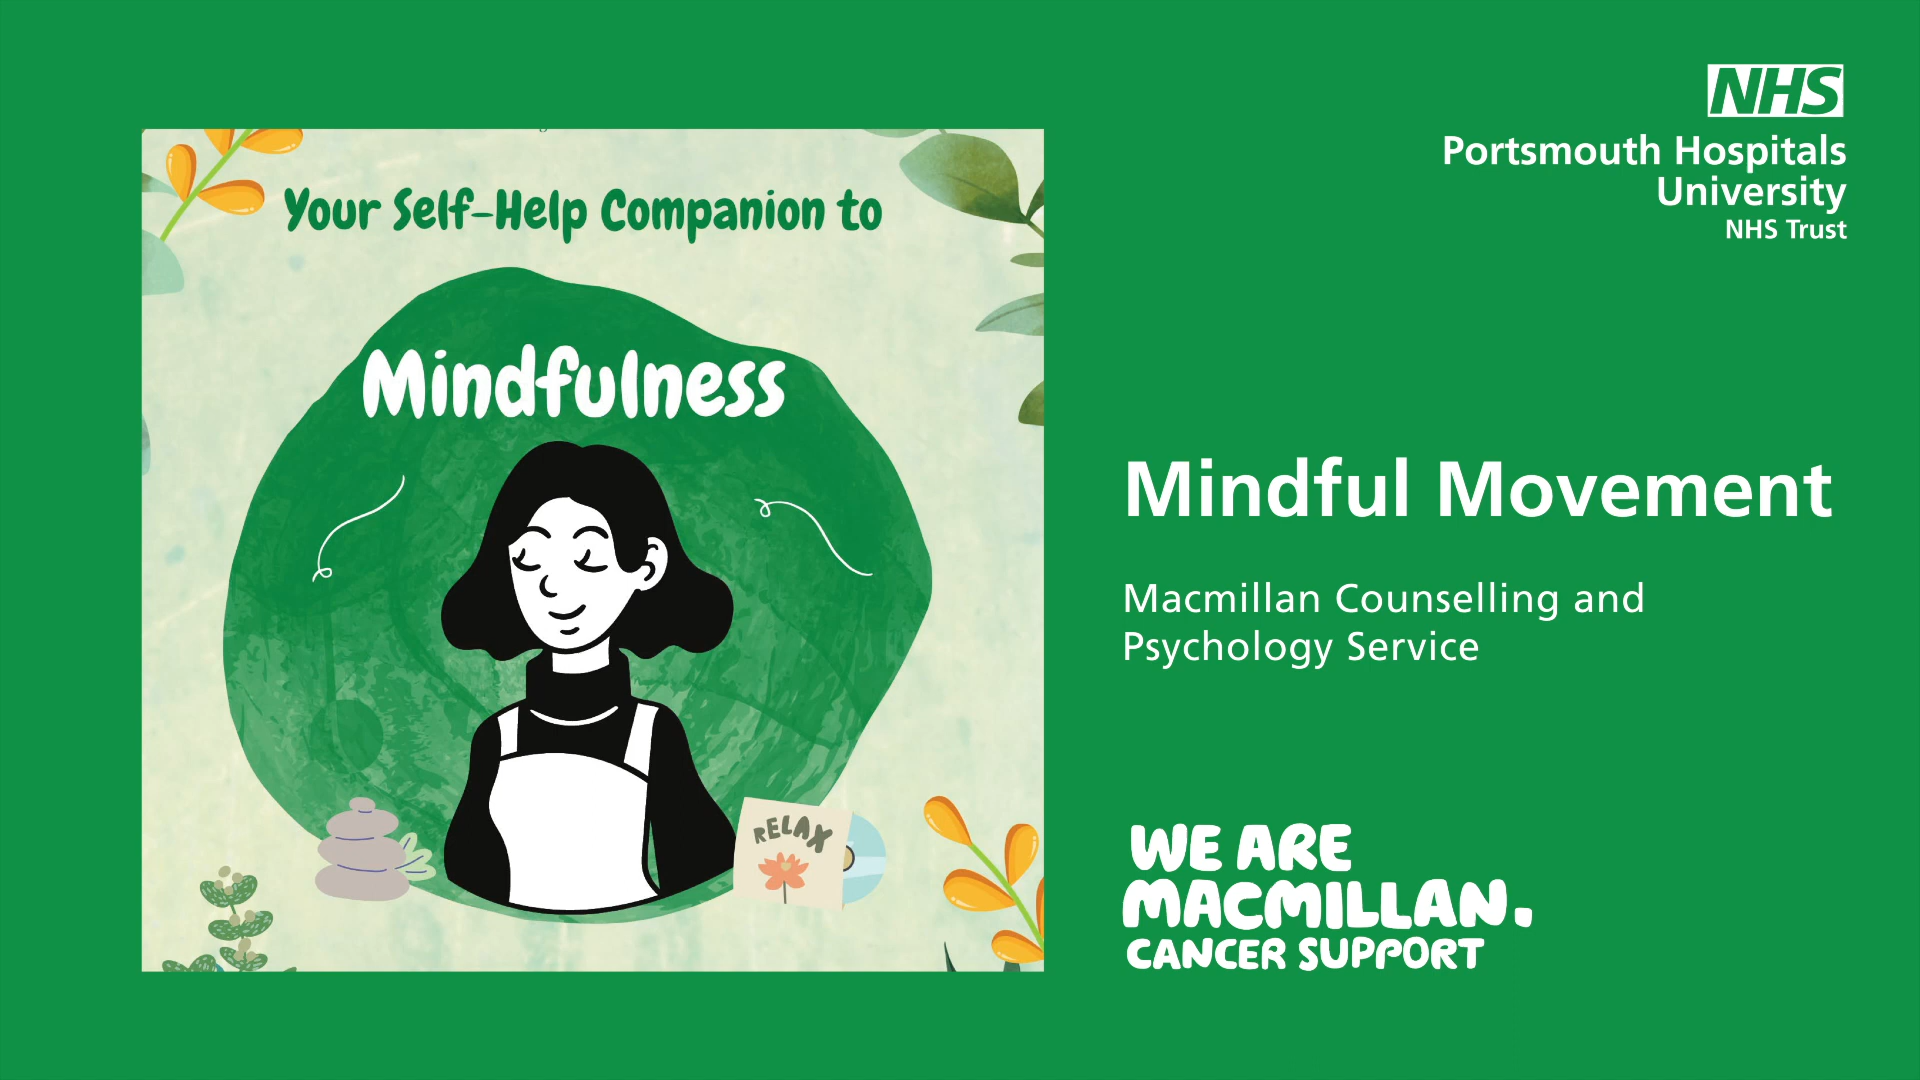 Your Self-Help Companion to
Mindfulness
RELAX
NHS
Portsmouth Hospitals
University
NHS Trust
Mindful Movement
Macmillan Counselling and
Psychology Service
WE ARE
MACMILLAN.
CANCER SUPPORT